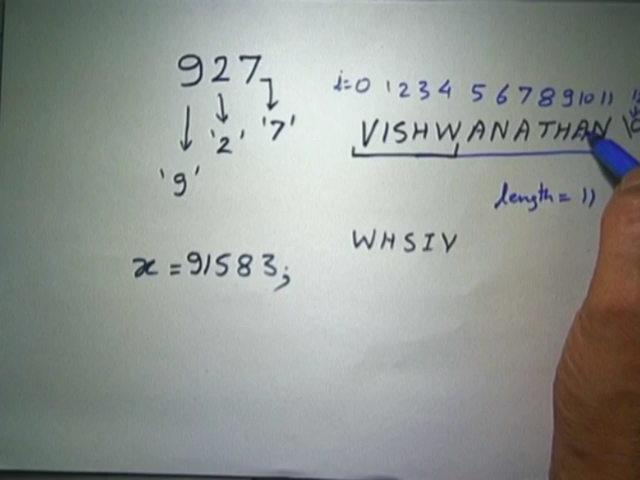 927
'9' '2' '7'
x = 91583;
i=0 1 2 3 4 5 6 7 8 9 10 11
VISHWANATHAN \0
length = 11
WHSIV